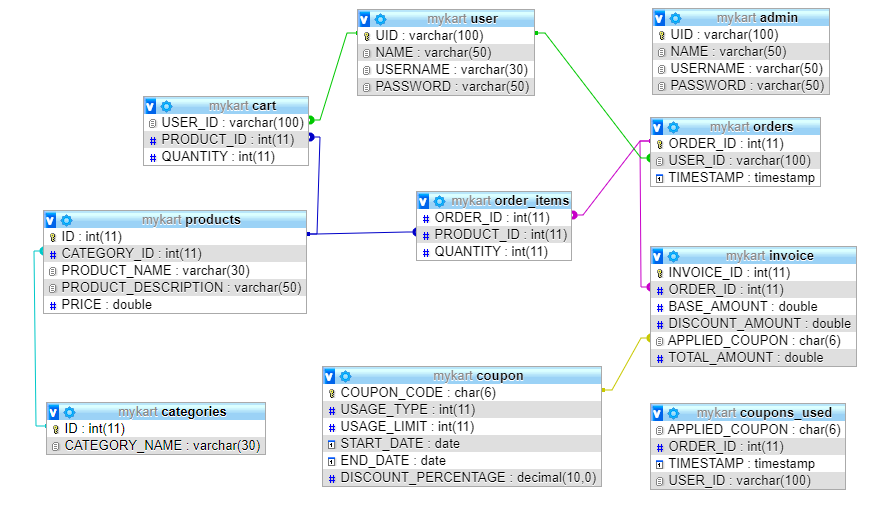 mykart user
UID : varchar(100)
NAME : varchar(50)
USERNAME : varchar(30)
PASSWORD : varchar(50)
mykart admin
UID : varchar(100)
NAME : varchar(50)
USERNAME : varchar(50)
PASSWORD : varchar(50)
mykart cart
USER_ID : varchar(100)
PRODUCT_ID : int(11)
QUANTITY : int(11)
mykart orders
ORDER_ID : int(11)
USER_ID : varchar(100)
TIMESTAMP : timestamp
mykart products
ID : int(11)
CATEGORY_ID : int(11)
PRODUCT_NAME : varchar(30)
PRODUCT_DESCRIPTION : varchar(50)
PRICE : double
mykart order_items
ORDER_ID : int(11)
PRODUCT_ID : int(11)
QUANTITY : int(11)
mykart invoice
INVOICE_ID : int(11)
ORDER_ID : int(11)
BASE_AMOUNT : double
DISCOUNT_AMOUNT : double
APPLIED_COUPON : char(6)
TOTAL_AMOUNT : double
mykart categories
ID : int(11)
CATEGORY_NAME : varchar(30)
mykart coupon
COUPON_CODE : char(6)
USAGE_TYPE : int(11)
USAGE_LIMIT : int(11)
START_DATE : date
END_DATE : date
DISCOUNT_PERCENTAGE : decimal(10,0)
mykart coupons_used
APPLIED_COUPON : char(6)
ORDER_ID : int(11)
TIMESTAMP : timestamp
USER_ID : varchar(100)